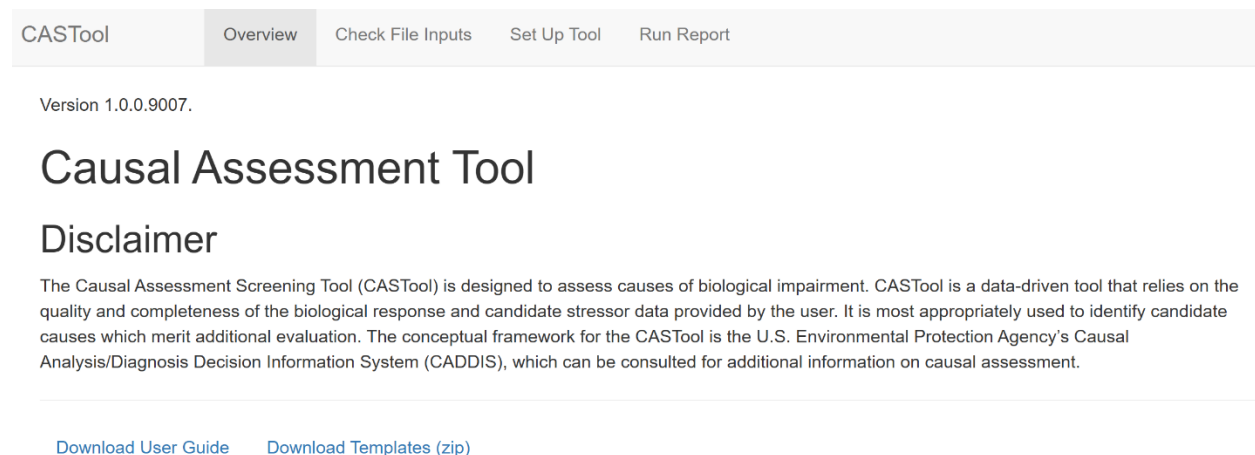 CASTool Overview Check File Inputs Set Up Tool Run Report
Version 1.0.0.9007.
Causal Assessment Tool
Disclaimer
The Causal Assessment Screening Tool (CASTool) is designed to assess causes of biological impairment. CASTool is a data-driven tool that relies on the
quality and completeness of the biological response and candidate stressor data provided by the user. It is most appropriately used to identify candidate
causes which merit additional evaluation. The conceptual framework for the CASTool is the U.S. Environmental Protection Agency’s Causal
Analysis/Diagnosis Decision Information System (CADDIS), which can be consulted for additional information on causal assessment.
Download User Guide Download Templates (zip)